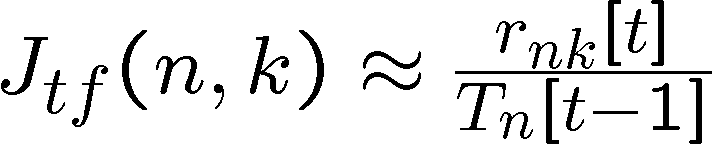 J_{tf}(n, k) ≈ \frac{r_{nk}[t]}{T_n[t-1]}